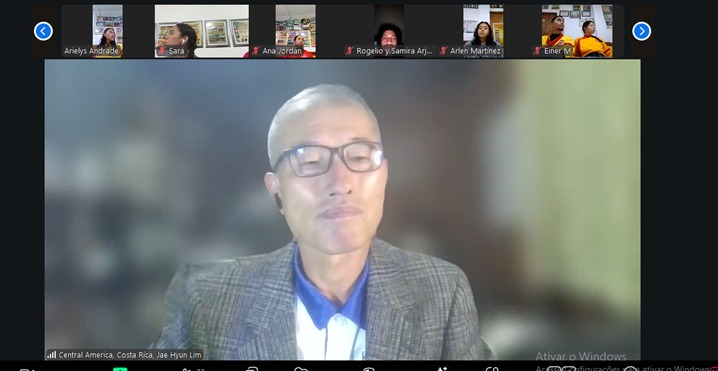 Arielys Andrade
Sara
Ana Jordan
Rogelio y Samira Arj...
Arlen Martínez
Einer M
Central America, Costa Rica, Jae Hyun Lim
Ativar o Windows